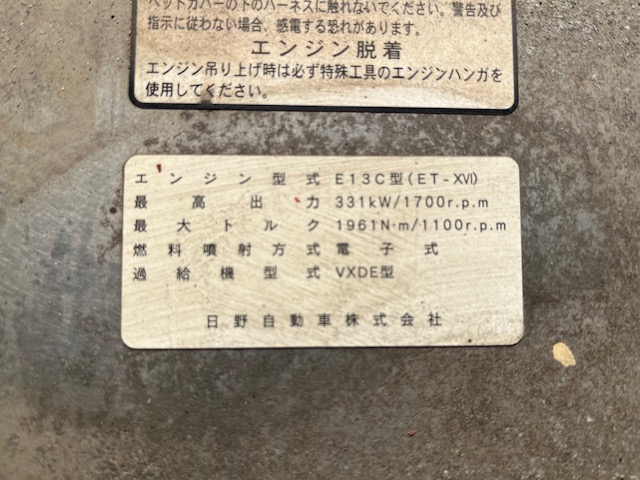 ヘッドカバーの下のハーネスに触れないでください。警告及び
指示に従わない場合、感電する恐れがあります。
エンジン脱着
エンジン吊り上げ時は必ず特殊工具のエンジンハンガを
使用してください。
エンジン型式 E13C型(ET-XVI)
最高出力 331kW/1700r.p.m
最大トルク 1961N·m/1100r.p.m
燃料噴射方式 電子式
過給機型式 VXDE型
日野自動車株式会社